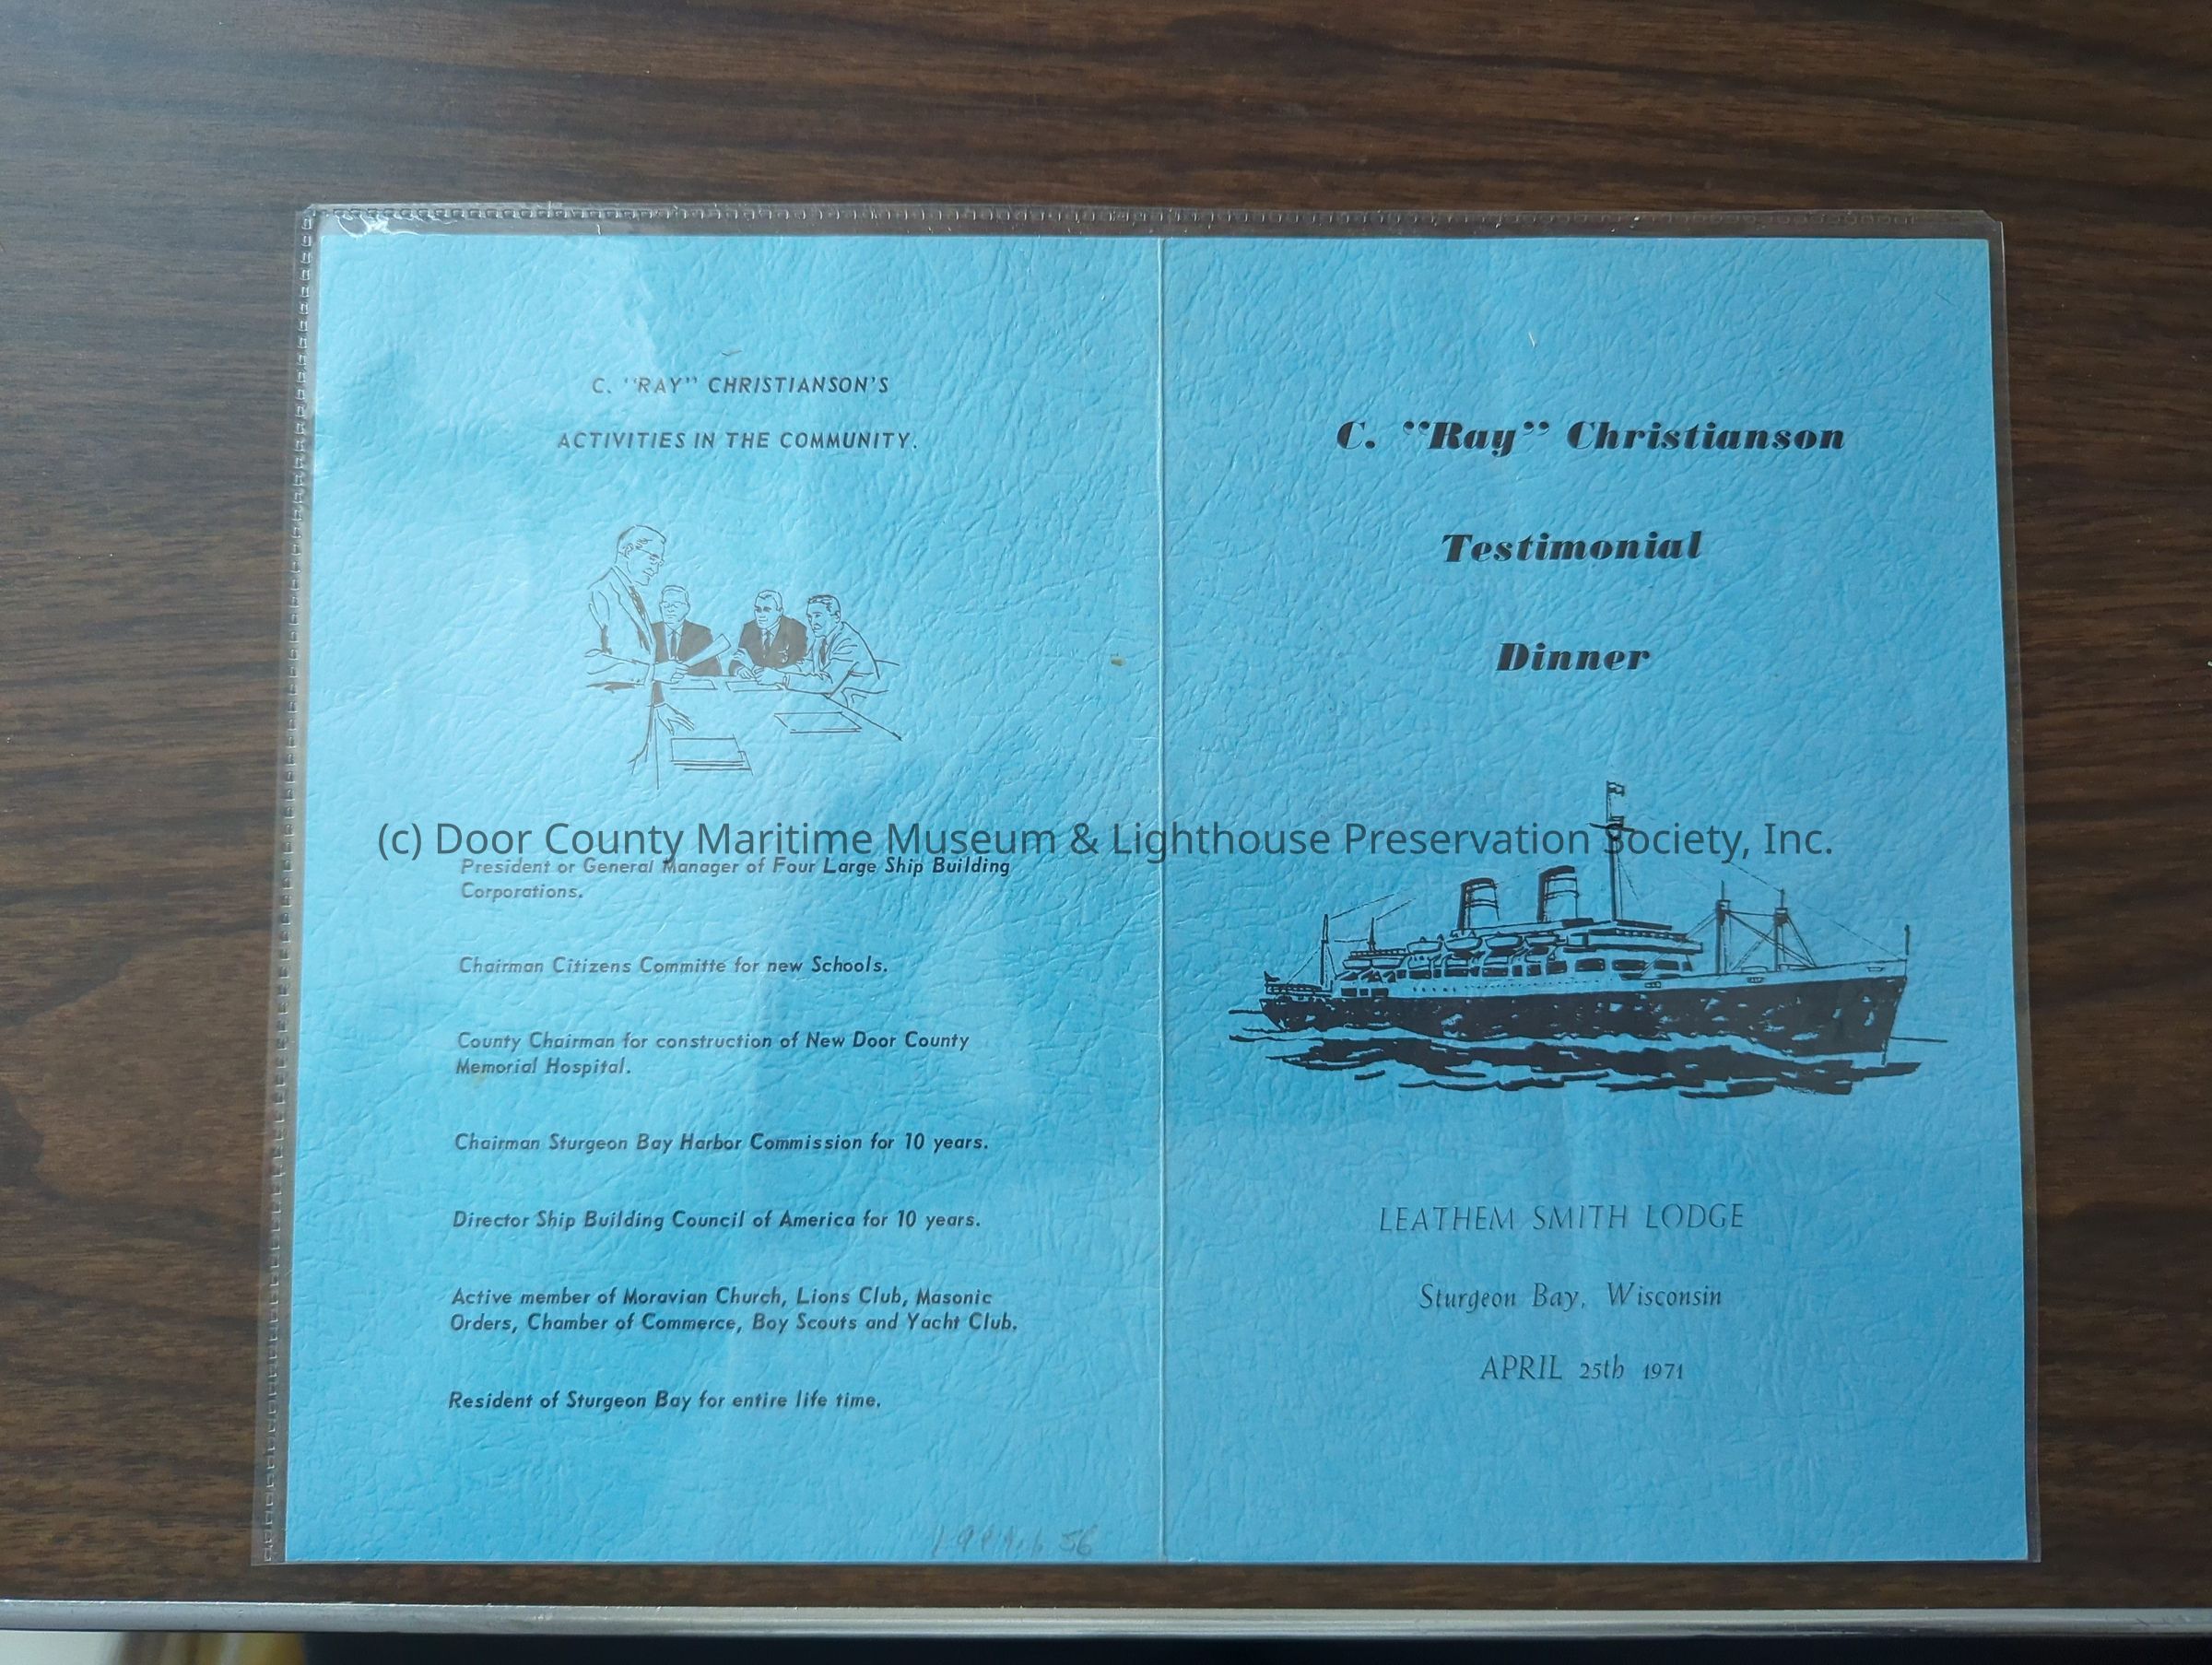 C. "RAY" CHRISTIANSON'S
ACTIVITIES IN THE COMMUNITY.
President or General Manager of Four Large Ship Building
Corporations.
Chairman Citizens Committe for new Schools.
County Chairman for construction of New Door County
Memorial Hospital.
Chairman Sturgeon Bay Harbor Commission for 10 years.
Director Ship Building Council of America for 10 years.
Active member of Moravian Church, Lions Club, Masonic
Orders, Chamber of Commerce, Boy Scouts and Yacht Club.
Resident of Sturgeon Bay for entire life time.
C. "Ray" Christianson
Testimonial
Dinner
LEATHEM SMITH LODGE
Sturgeon Bay, Wisconsin
APRIL 25th 1971
(c) Door County Maritime Museum & Lighthouse Preservation Society, Inc.